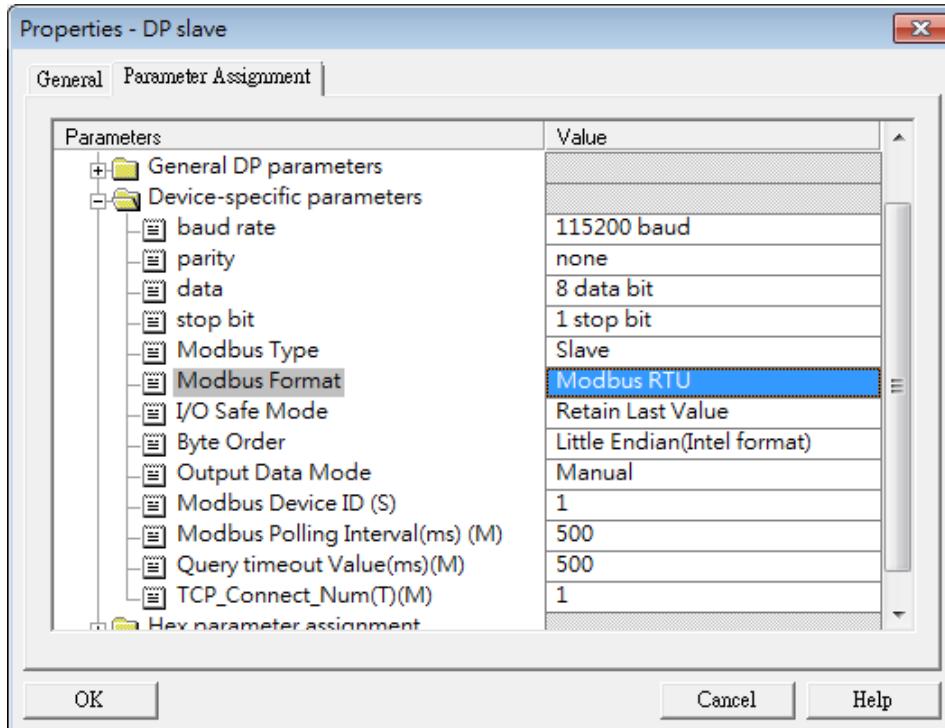 Properties - DP slave
General Parameter Assignment
Parameters Value
General DP parameters
Device-specific parameters
baud rate 115200 baud
parity none
data 8 data bit
stop bit 1 stop bit
Modbus Type Slave
Modbus Format Modbus RTU
I/O Safe Mode Retain Last Value
Byte Order Little Endian(Intel format)
Output Data Mode Manual
Modbus Device ID (S) 1
Modbus Polling Interval(ms) (M) 500
Query timeout Value(ms)(M) 500
TCP_Connect_Num(T)(M) 1
Hex parameter assignment
OK Cancel Help